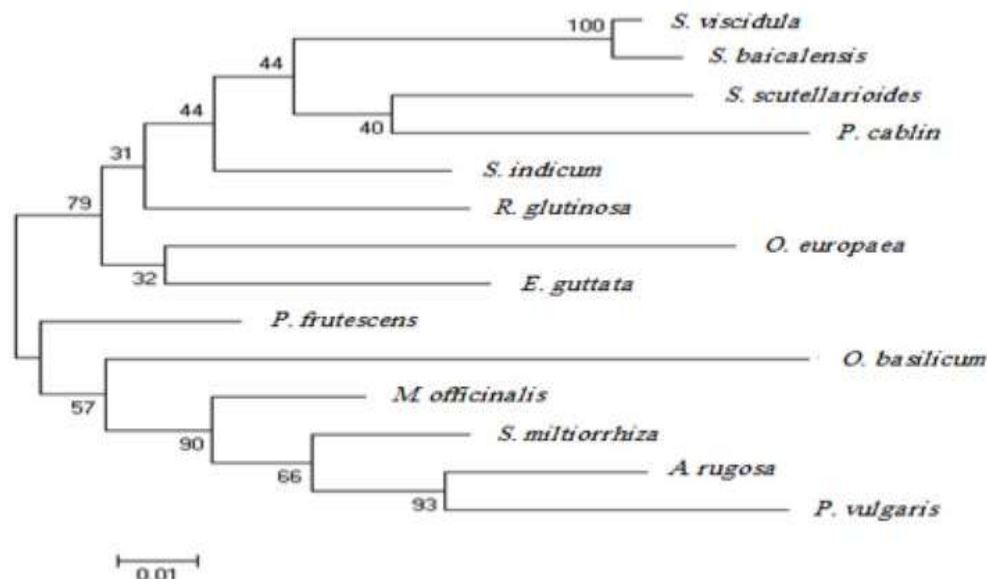 100 S. viscidula
S. baicalensis
44
S. scutellarioides
44
40 P. cablin
31
S. indicum
79
R. glutinosa
O. europaea
32 E. guttata
P. frutescens
O. basilicum
57
M. officinalis
90
S. miltiorrhiza
66
A. rugosa
93
P. vulgaris
0.01